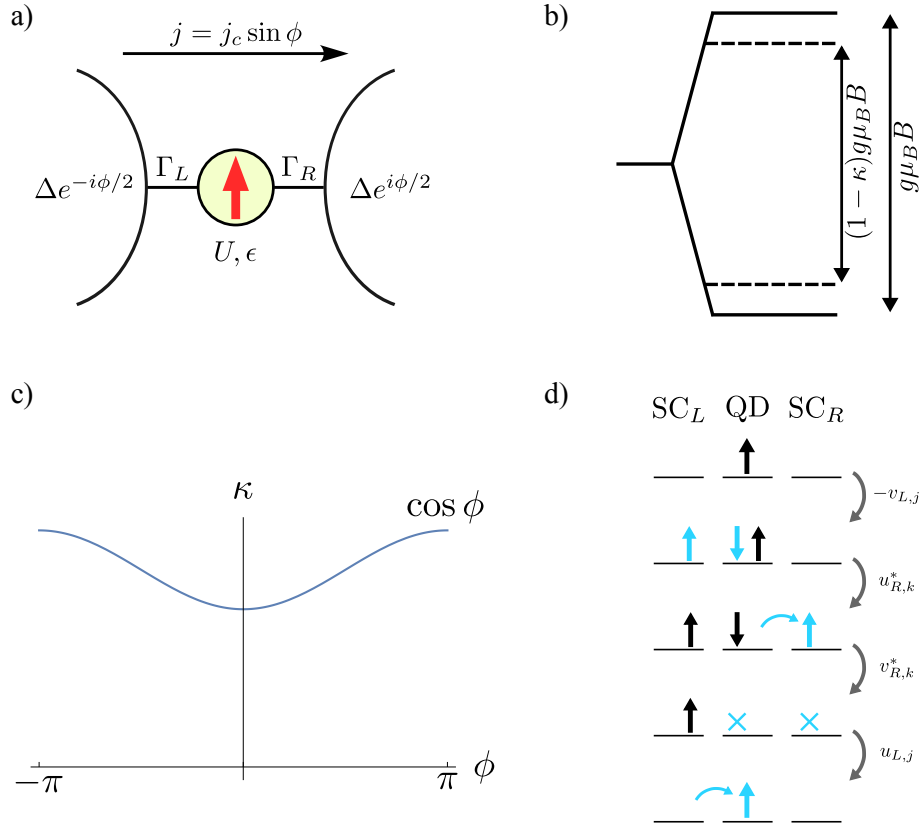 a)
j = j_c sin ϕ
Δe^{-iϕ/2} Γ_L Γ_R Δe^{iϕ/2}
U, ϵ
b)
(1 − κ)gμ_B B
gμ_B B
c)
κ
cos ϕ
−π π ϕ
d)
SC_L QD SC_R
−v_{L,j}
u^*_{R,k}
v^*_{R,k}
u_{L,j}